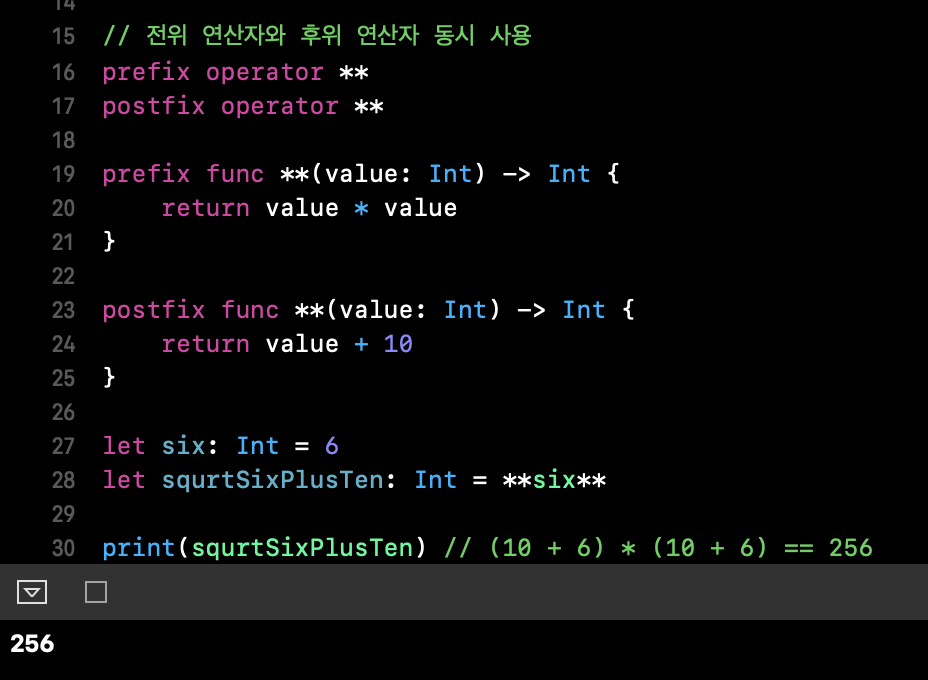 14
15 // 전위 연산자와 후위 연산자 동시 사용
16 prefix operator **
17 postfix operator **
18
19 prefix func **(value: Int) -> Int {
20     return value * value
21 }
22
23 postfix func **(value: Int) -> Int {
24     return value + 10
25 }
26
27 let six: Int = 6
28 let squrtSixPlusTen: Int = **six**
29
30 print(squrtSixPlusTen) // (10 + 6) * (10 + 6) == 256
256